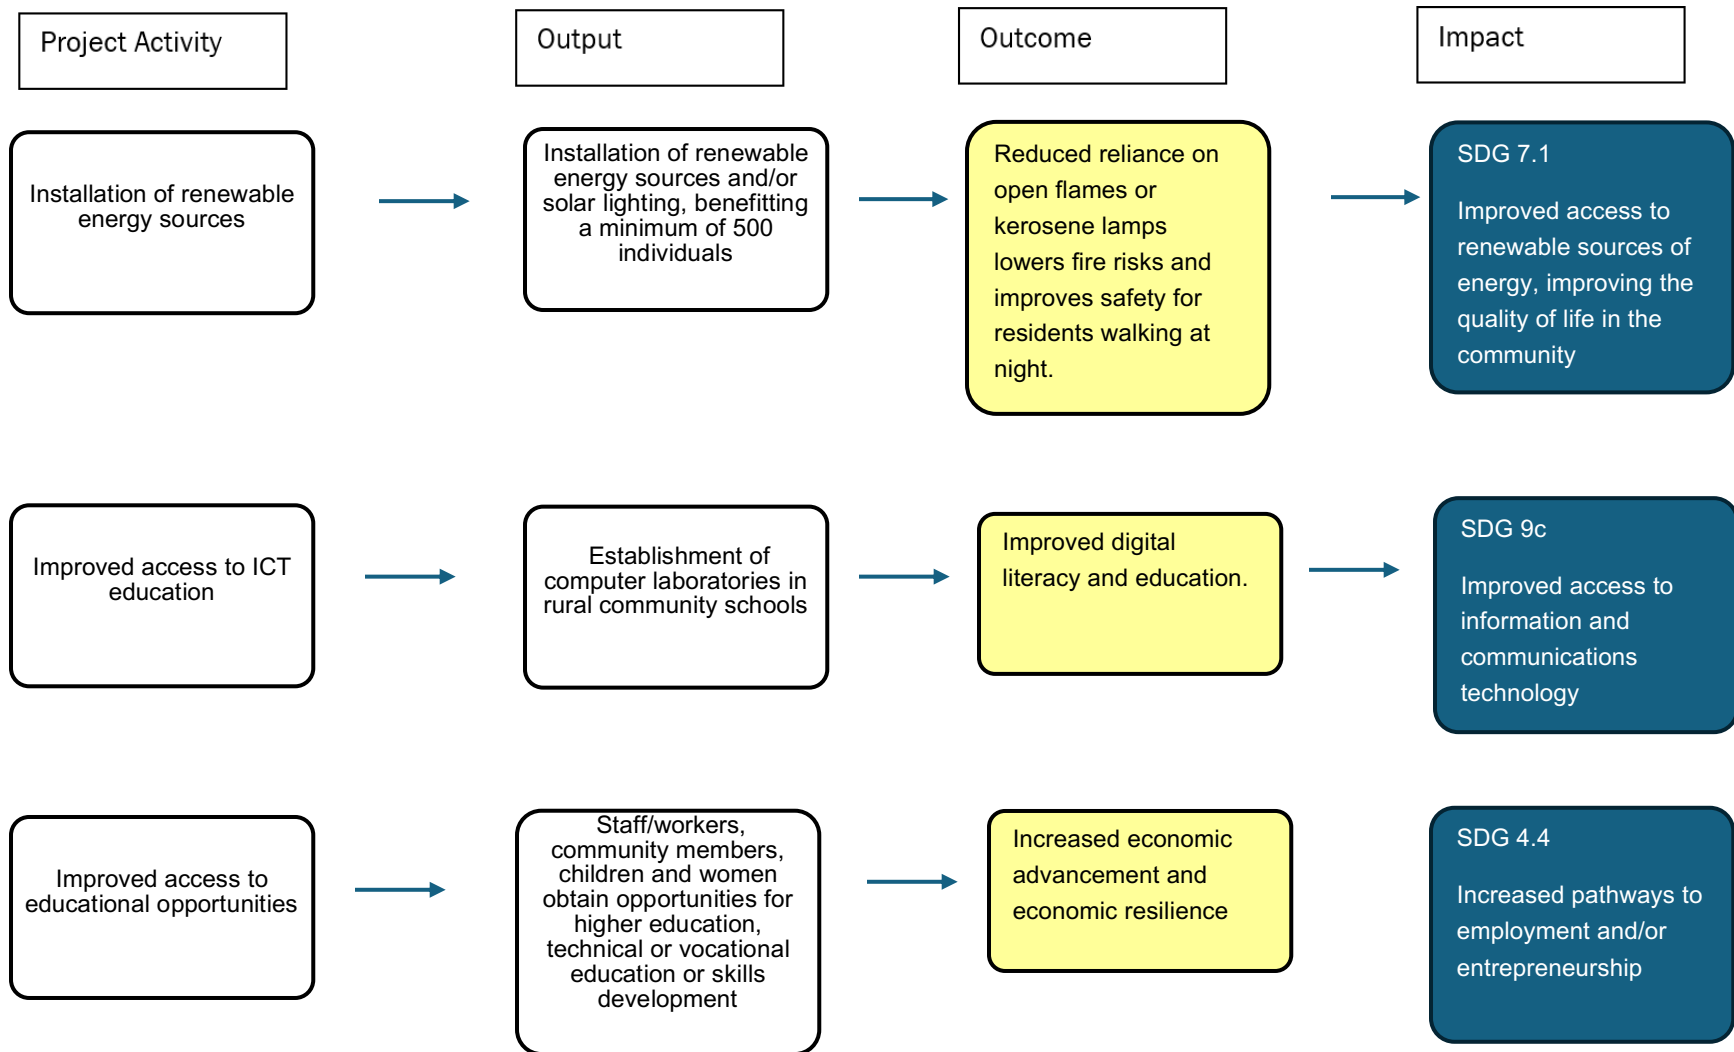 Project Activity
Output
Outcome
Impact
Installation of renewable
energy sources
Installation of renewable
energy sources and/or
solar lighting, benefitting
a minimum of 500
individuals
Reduced reliance on
open flames or
kerosene lamps
lowers fire risks and
improves safety for
residents walking at
night.
SDG 7.1
Improved access to
renewable sources of
energy, improving the
quality of life in the
community
Improved access to ICT
education
Establishment of
computer laboratories in
rural community schools
Improved digital
literacy and education.
SDG 9c
Improved access to
information and
communications
technology
Improved access to
educational opportunities
Staff/workers,
community members,
children and women
obtain opportunities for
higher education,
technical or vocational
education or skills
development
Increased economic
advancement and
economic resilience
SDG 4.4
Increased pathways to
employment and/or
entrepreneurship